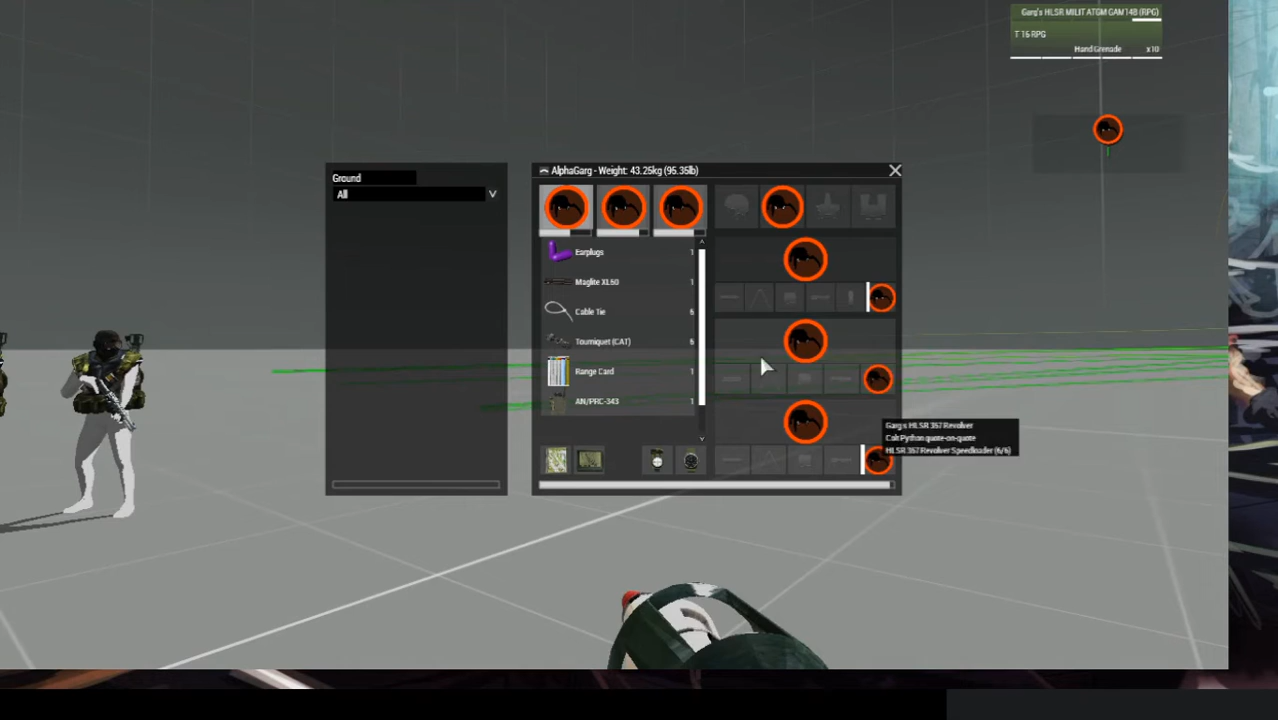 Garg's HLSR MILIT ATGM GAM14B (RPG)
T 16 RPG
Hand Grenade x10
Ground
All
AlphaGarg - Weight: 43.25kg (95.35lb)
Earplugs 1
Maglite XL50 1
Cable Tie 6
Tourniquet (CAT) 6
Range Card 1
AN/PRC-343 1
Garg's HLSR 357 Revolver
Colt Python quote-on-quote
HLSR 357 Revolver Speedloader (6/6)